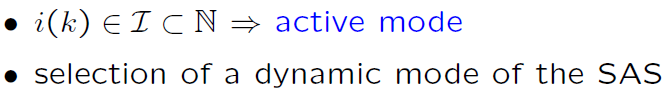 • i(k) ∈ ℐ ⊂ ℕ ⇒ active mode
• selection of a dynamic mode of the SAS